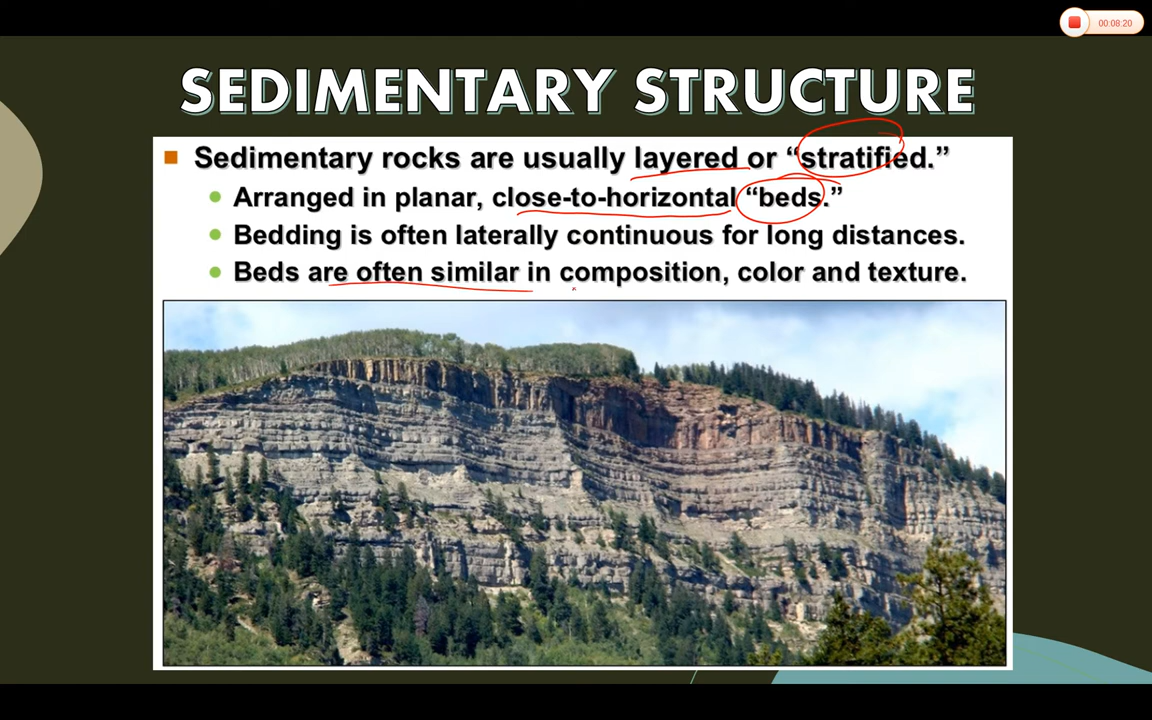 00:08:20
SEDIMENTARY STRUCTURE
Sedimentary rocks are usually layered or “stratified.”
Arranged in planar, close-to-horizontal “beds.”
Bedding is often laterally continuous for long distances.
Beds are often similar in composition, color and texture.